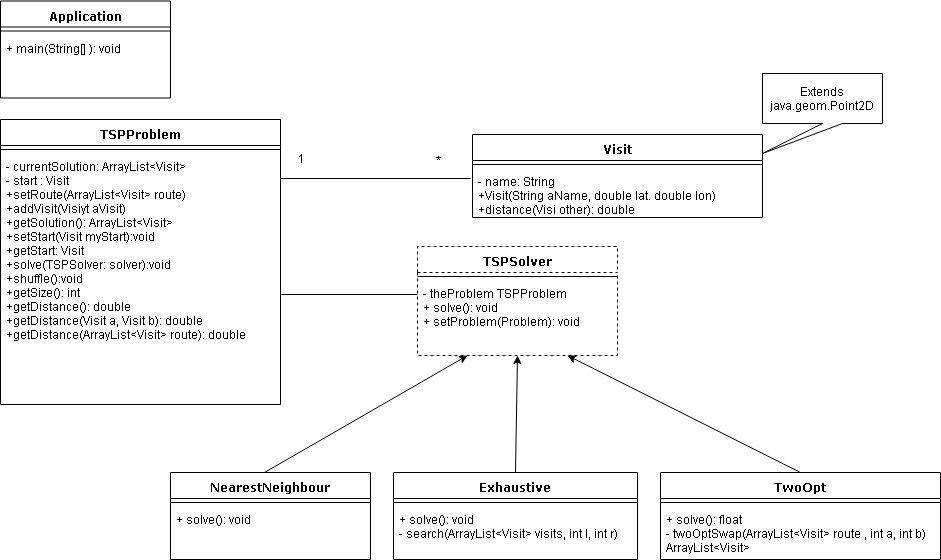 Application
+ main(String[] ): void
Extends
java.geom.Point2D
TSPProblem
- currentSolution: ArrayList<Visit>
- start : Visit
+setRoute(ArrayList<Visit> route)
+addVisit(Visiyt aVisit)
+getSolution(): ArrayList<Visit>
+setStart(Visit myStart):void
+getStart: Visit
+solve(TSPSolver: solver):void
+shuffle():void
+getSize(): int
+getDistance(): double
+getDistance(Visit a, Visit b): double
+getDistance(ArrayList<Visit> route): double
1
*
Visit
- name: String
+Visit(String aName, double lat. double lon)
+distance(Visi other): double
TSPSolver
- theProblem TSPProblem
+ solve(): void
+ setProblem(Problem): void
NearestNeighbour
+ solve(): void
Exhaustive
+ solve(): void
- search(ArrayList<Visit> visits, int l, int r)
TwoOpt
+ solve(): float
- twoOptSwap(ArrayList<Visit> route , int a, int b)
ArrayList<Visit>